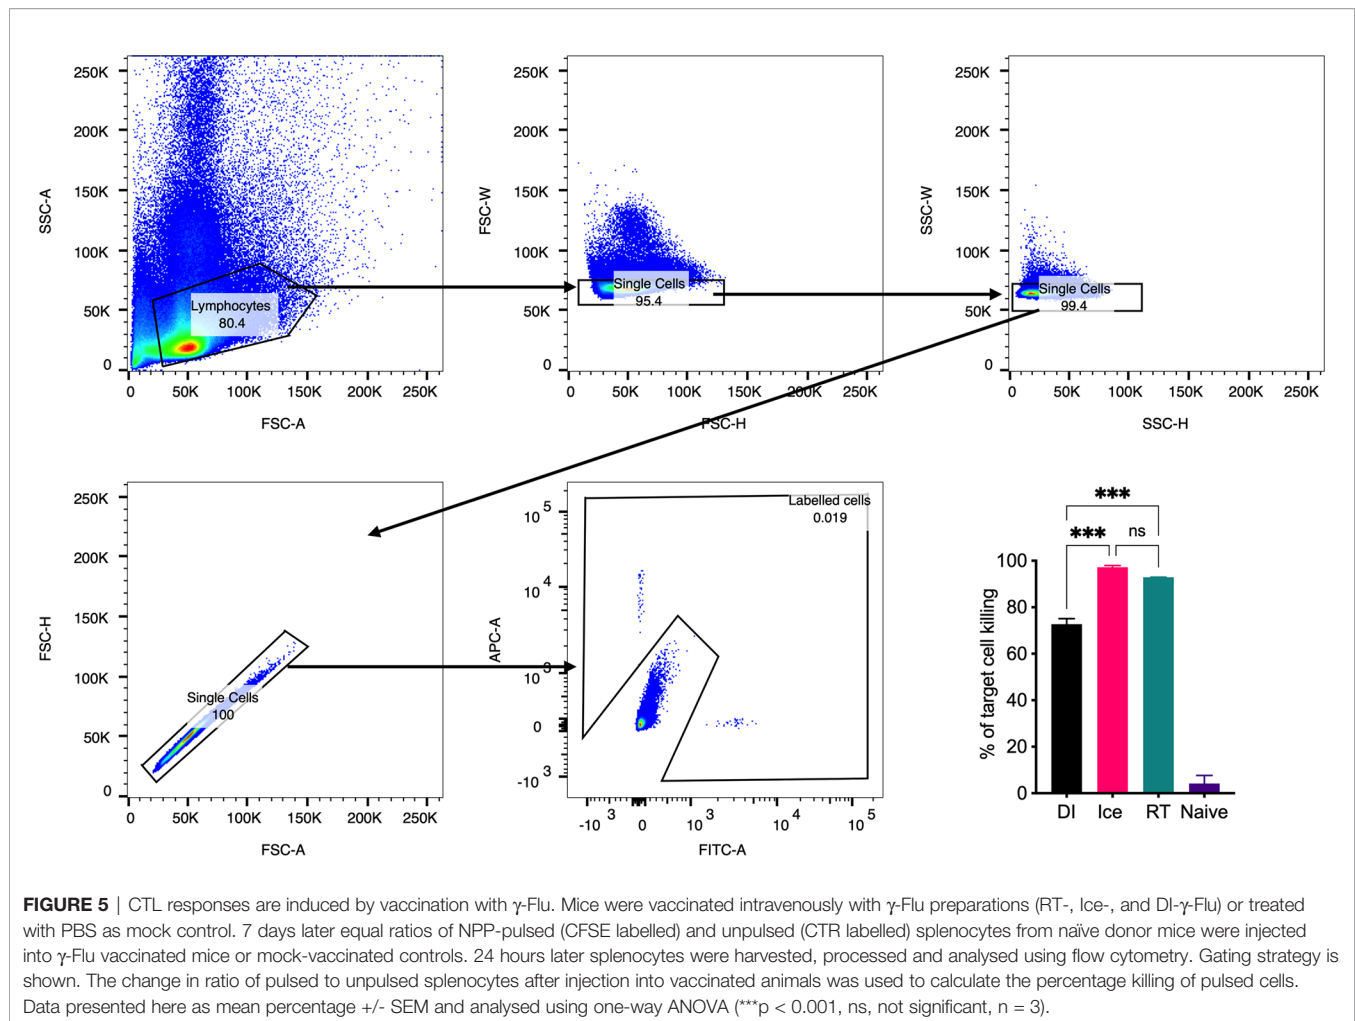 250K
200K
150K
100K
50K
0
SSC-A
Lymphocytes
80.4
0 50K 100K 150K 200K 250K
FSC-A
250K
200K
150K
100K
50K
0
FSC-W
Single Cells
95.4
0 50K 100K 150K 200K 250K
FSC-H
250K
200K
150K
100K
50K
0
SSC-W
Single Cells
99.4
0 50K 100K 150K 200K 250K
SSC-H
250K
200K
150K
100K
50K
0
FSC-H
Single Cells
100
0 50K 100K 150K 200K 250K
FSC-A
10 5
10 4
10 3
0
-10 3
APC-A
Labelled cells
0.019
-10 3 0 10 3 10 4 10 5
FITC-A
***
*** ns
100
80
60
40
20
0
% of target cell killing
DI Ice RT Naive
FIGURE 5 | CTL responses are induced by vaccination with γ-Flu. Mice were vaccinated intravenously with γ-Flu preparations (RT-, Ice-, and DI-γ-Flu) or treated
with PBS as mock control. 7 days later equal ratios of NPP-pulsed (CFSE labelled) and unpulsed (CTR labelled) splenocytes from naïve donor mice were injected
into γ-Flu vaccinated mice or mock-vaccinated controls. 24 hours later splenocytes were harvested, processed and analysed using flow cytometry. Gating strategy is
shown. The change in ratio of pulsed to unpulsed splenocytes after injection into vaccinated animals was used to calculate the percentage killing of pulsed cells.
Data presented here as mean percentage +/- SEM and analysed using one-way ANOVA (***p < 0.001, ns, not significant, n = 3).